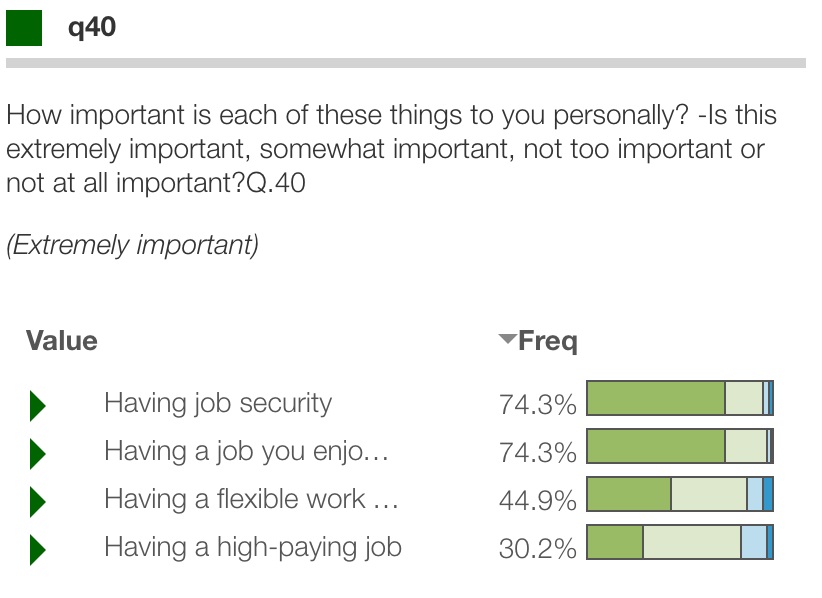 q40
How important is each of these things to you personally? -Is this
extremely important, somewhat important, not too important or
not at all important?Q.40
(Extremely important)
Value Freq
Having job security 74.3%
Having a job you enjo… 74.3%
Having a flexible work … 44.9%
Having a high-paying job 30.2%